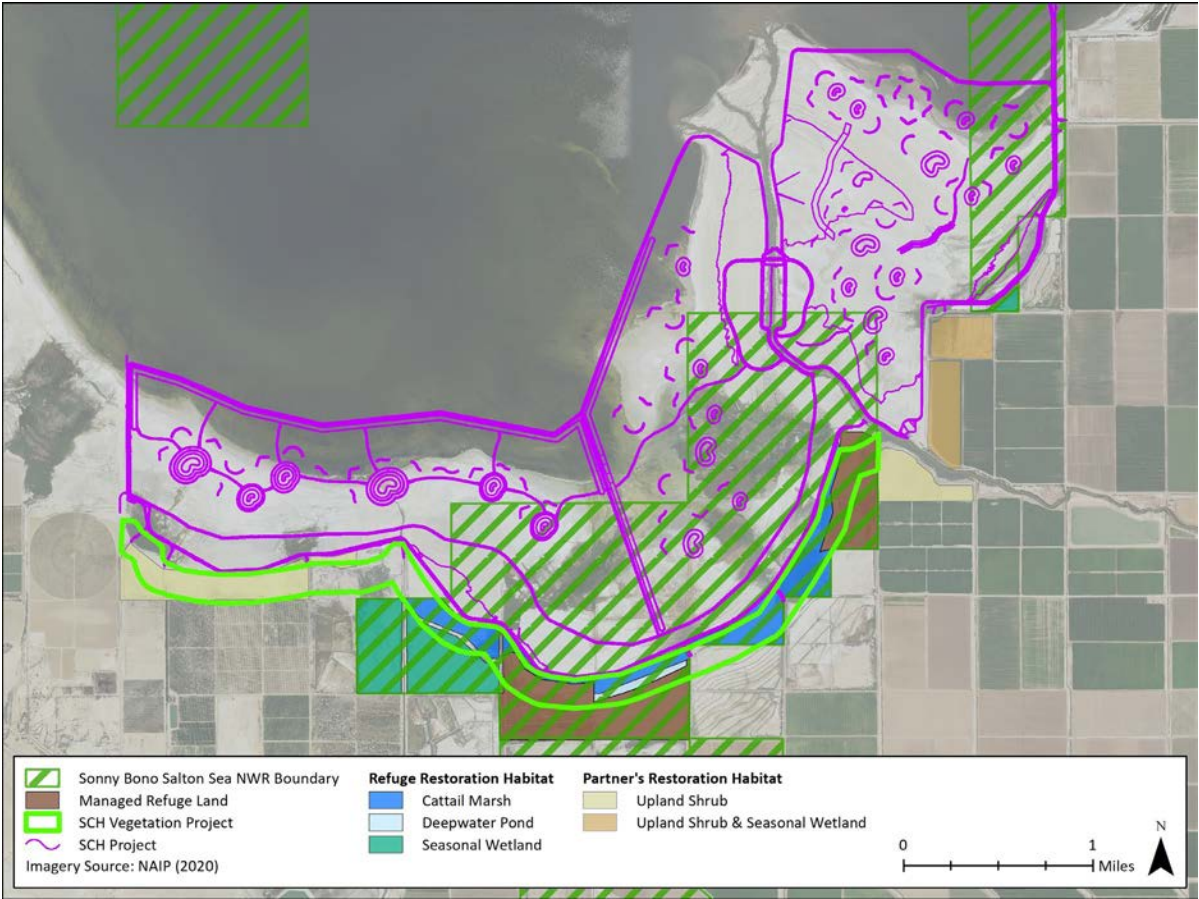 Sonny Bono Salton Sea NWR Boundary
Managed Refuge Land
SCH Vegetation Project
SCH Project
Imagery Source: NAIP (2020)
Refuge Restoration Habitat
Cattail Marsh
Deepwater Pond
Seasonal Wetland
Partner's Restoration Habitat
Upland Shrub
Upland Shrub & Seasonal Wetland
0 1
Miles
N